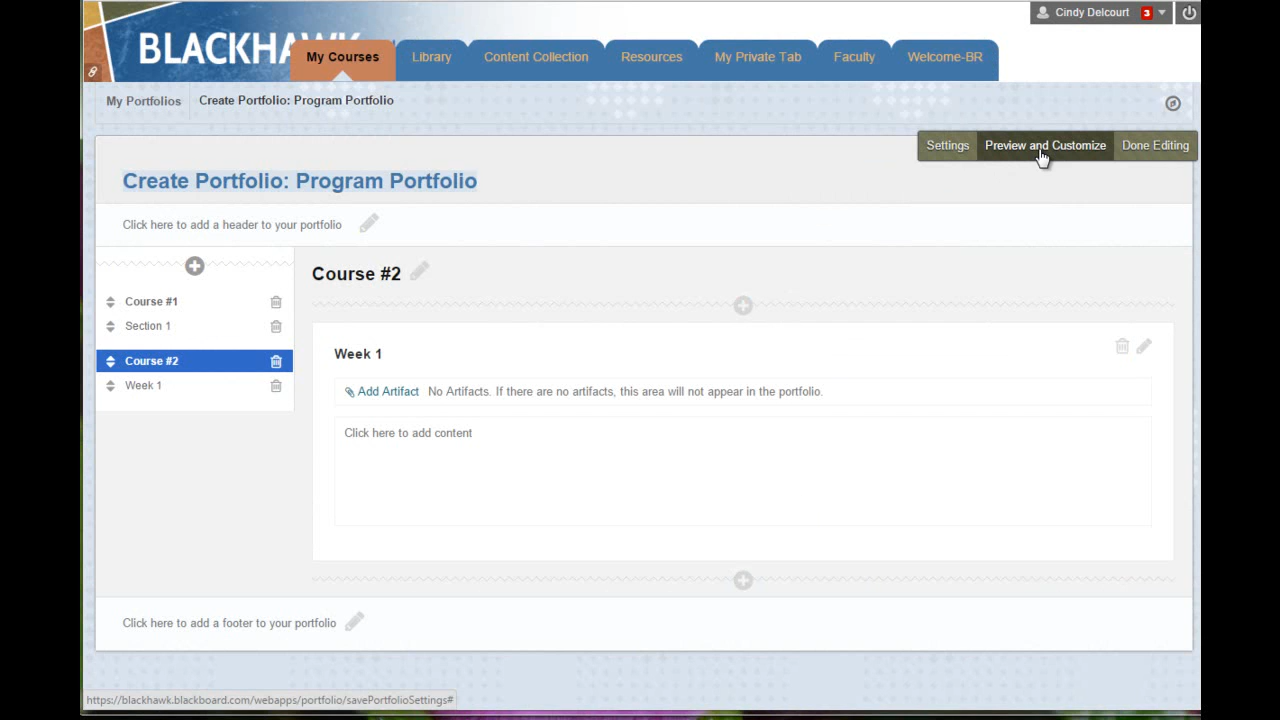 Cindy Delcourt 3
BLACKHAWK
My Courses Library Content Collection Resources My Private Tab Faculty Welcome-BR
My Portfolios Create Portfolio: Program Portfolio
Settings Preview and Customize Done Editing
Create Portfolio: Program Portfolio
Click here to add a header to your portfolio
Course #1
Section 1
Course #2
Week 1
Course #2
Week 1
Add Artifact No Artifacts. If there are no artifacts, this area will not appear in the portfolio.
Click here to add content
Click here to add a footer to your portfolio
https://blackhawk.blackboard.com/webapps/portfolio/savePortfolioSettings#